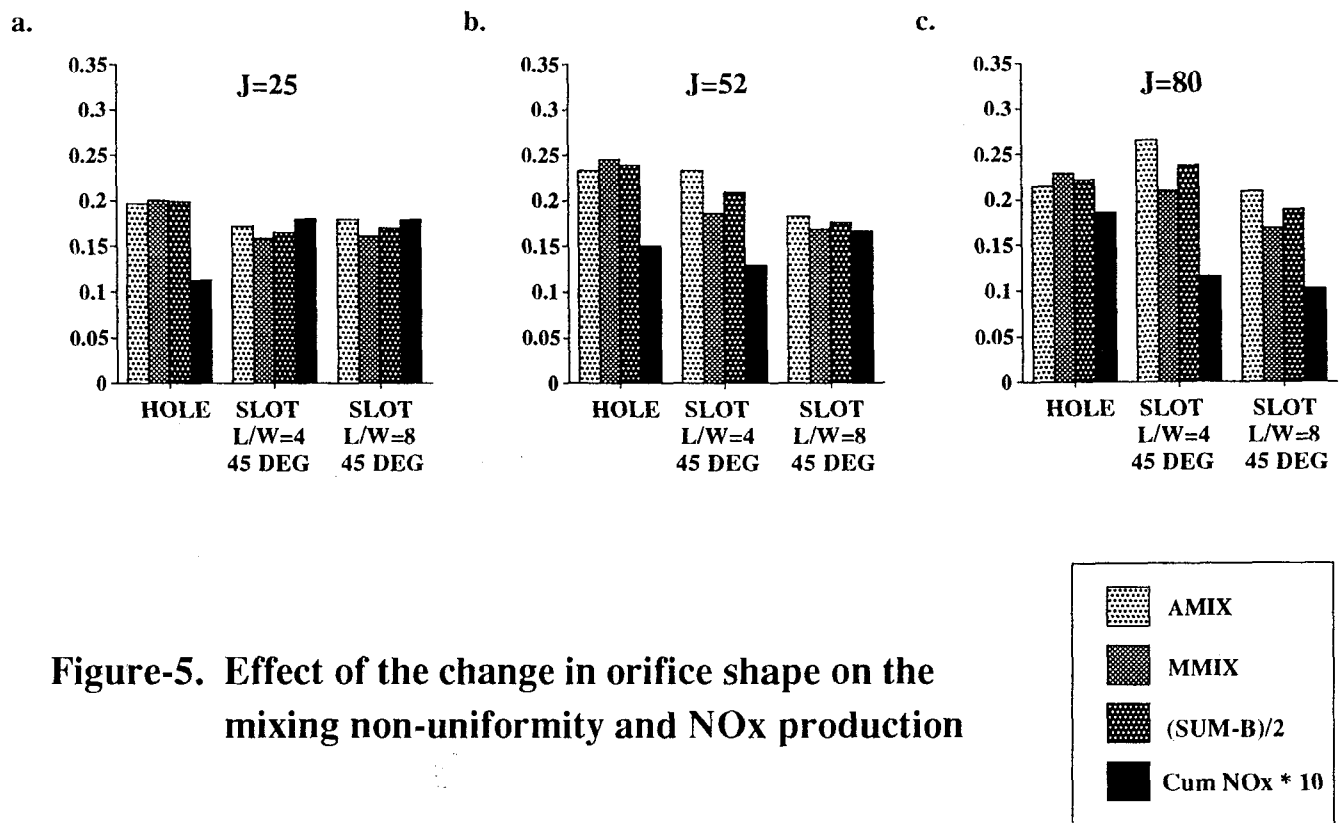 a.
J=25
0.35
0.3
0.25
0.2
0.15
0.1
0.05
0
HOLE
SLOT
L/W=4
45 DEG
SLOT
L/W=8
45 DEG
b.
J=52
0.35
0.3
0.25
0.2
0.15
0.1
0.05
0
HOLE
SLOT
L/W=4
45 DEG
SLOT
L/W=8
45 DEG
c.
J=80
0.35
0.3
0.25
0.2
0.15
0.1
0.05
0
HOLE
SLOT
L/W=4
45 DEG
SLOT
L/W=8
45 DEG
AMIX
MMIX
(SUM-B)/2
Cum NOx * 10
Figure-5. Effect of the change in orifice shape on the
mixing non-uniformity and NOx production